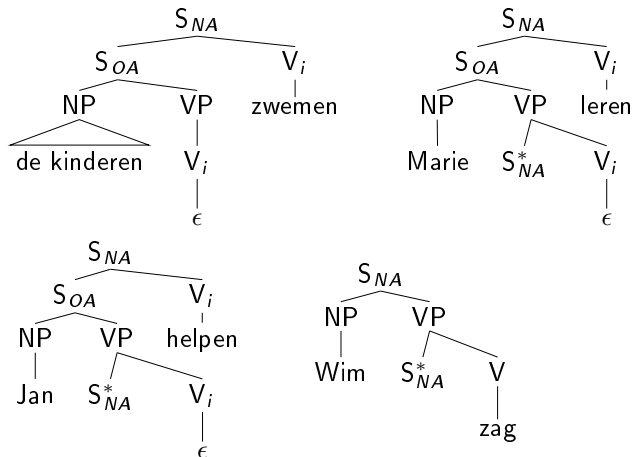 S_NA
S_OA V_i
NP VP zwemen
de kinderen V_i
ϵ
S_NA
S_OA V_i
NP VP leren
Marie S*_NA V_i
ϵ
S_NA
S_OA V_i
NP VP helpen
Jan S*_NA V_i
ϵ
S_NA
NP VP
Wim S*_NA V
zag